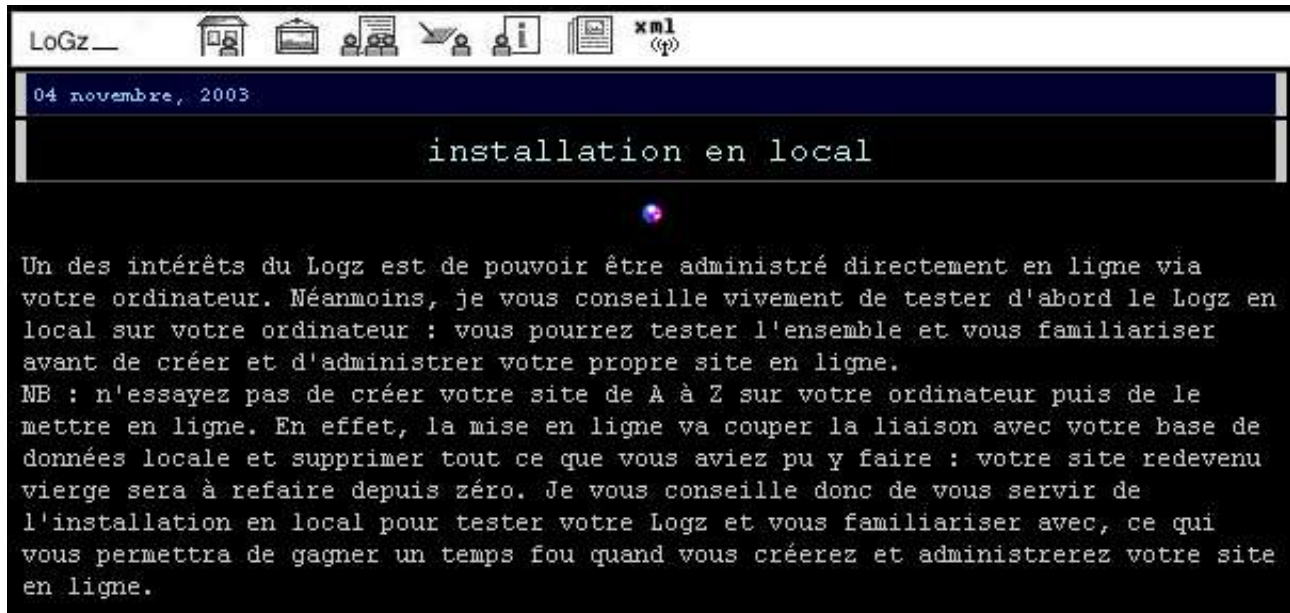 LoGz__
i
xml
04 novembre, 2003
installation en local
Un des intérêts du Logz est de pouvoir être administré directement en ligne via
votre ordinateur. Néanmoins, je vous conseille vivement de tester d'abord le Logz en
local sur votre ordinateur : vous pourrez tester l'ensemble et vous familiariser
avant de créer et d'administrer votre propre site en ligne.
NB : n'essayez pas de créer votre site de A à Z sur votre ordinateur puis de le
mettre en ligne. En effet, la mise en ligne va couper la liaison avec votre base de
données locale et supprimer tout ce que vous aviez pu y faire : votre site redevenu
vierge sera à refaire depuis zéro. Je vous conseille donc de vous servir de
l'installation en local pour tester votre Logz et vous familiariser avec, ce qui
vous permettra de gagner un temps fou quand vous créerez et administrerez votre site
en ligne.